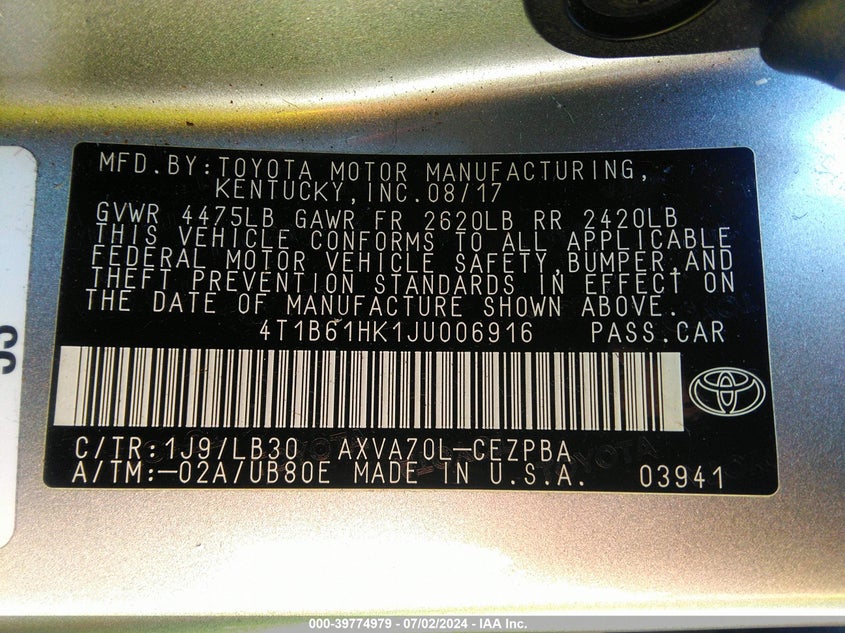 MFD.BY:TOYOTA MOTOR MANUFACTURING,
KENTUCKY,INC.08/17
GVWR 4475LB GAWR FR 2620LB RR 2420LB
THIS VEHICLE CONFORMS TO ALL APPLICABLE
FEDERAL MOTOR VEHICLE SAFETY,BUMPER,AND
THEFT PREVENTION STANDARDS IN EFFECT ON
THE DATE OF MANUFACTURE SHOWN ABOVE.
4T1B61HK1JU006916 PASS.CAR
C/TR:1J9/LB30 AXVA70L-CEZPBA
A/TM:-02A/UB80E MADE IN U.S.A. 03941
000-39774979 / 07/02/2024 - IAA Inc.